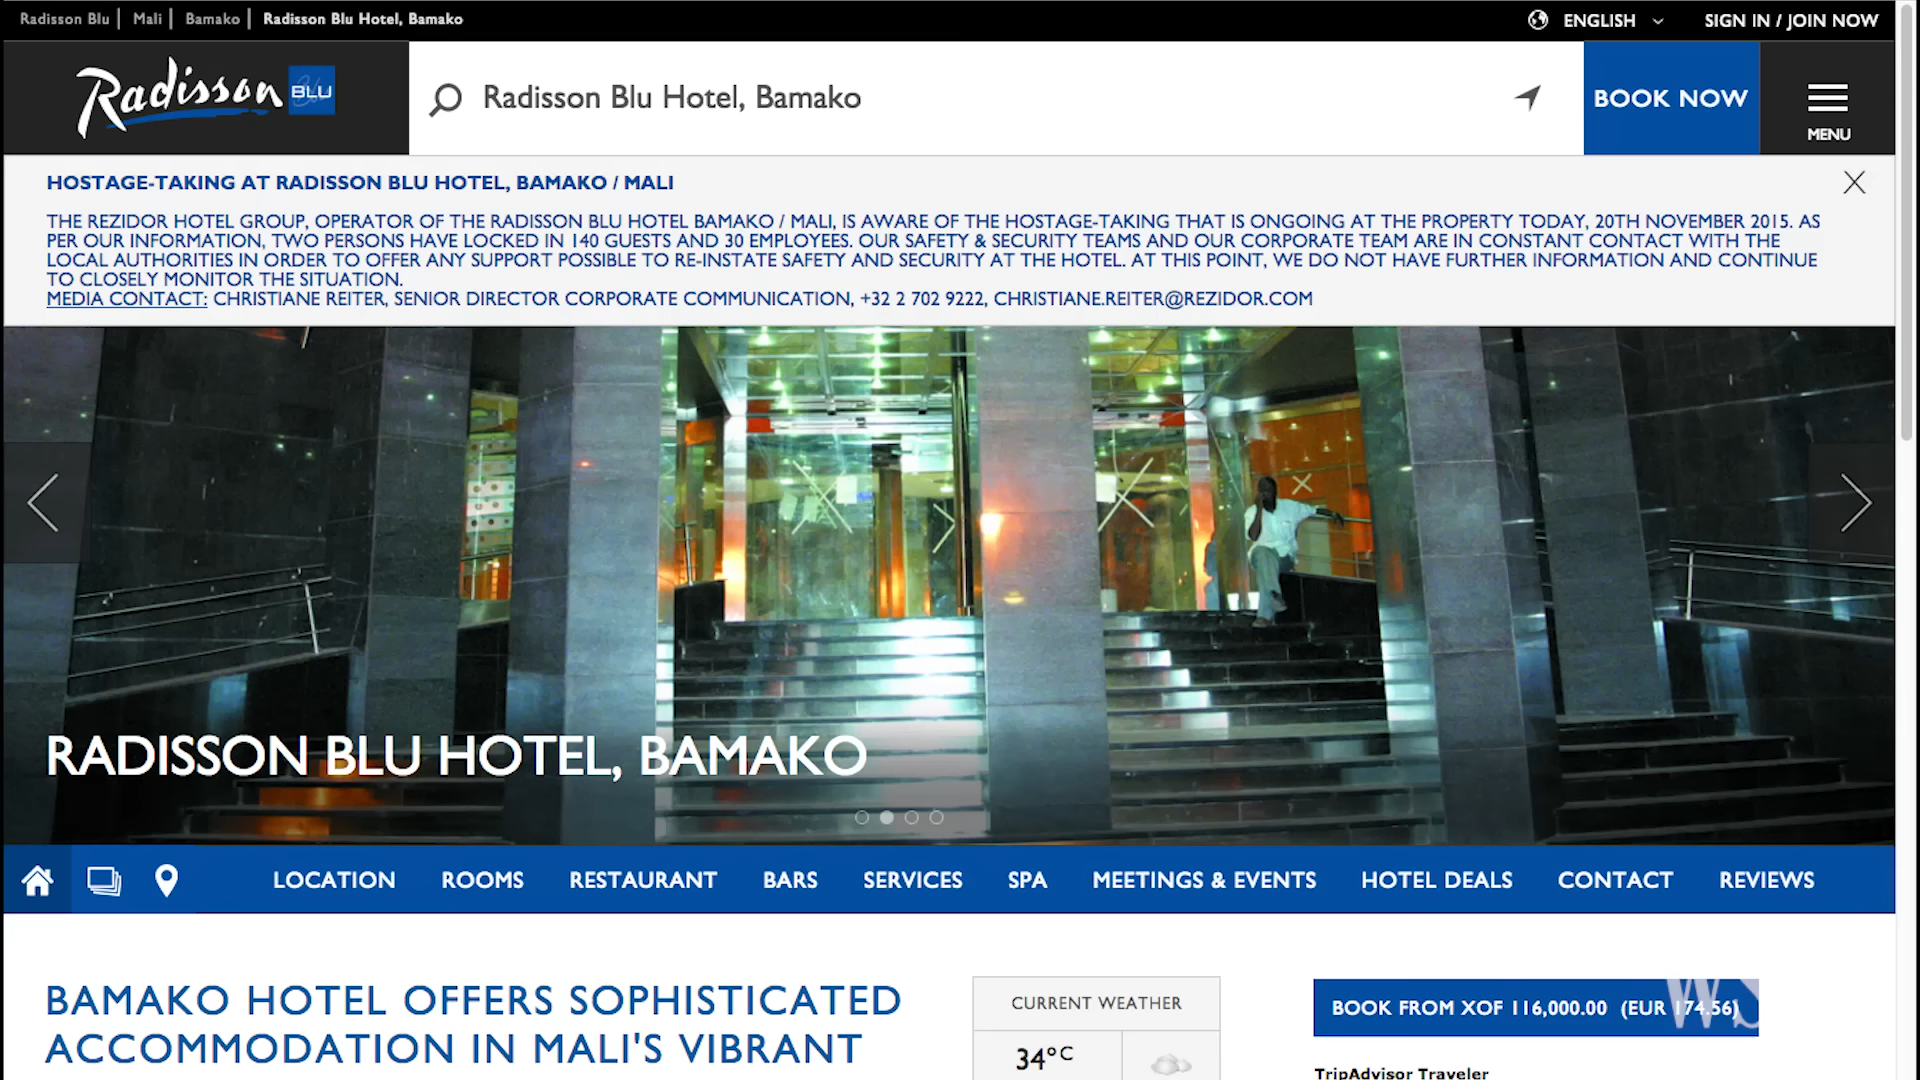 Radisson Blu | Mali | Bamako | Radisson Blu Hotel, Bamako
ENGLISH
SIGN IN / JOIN NOW
Radisson BLU
Radisson Blu Hotel, Bamako
BOOK NOW
MENU
HOSTAGE-TAKING AT RADISSON BLU HOTEL, BAMAKO / MALI
THE REZIDOR HOTEL GROUP, OPERATOR OF THE RADISSON BLU HOTEL BAMAKO / MALI, IS AWARE OF THE HOSTAGE-TAKING THAT IS ONGOING AT THE PROPERTY TODAY, 20TH NOVEMBER 2015. AS
PER OUR INFORMATION, TWO PERSONS HAVE LOCKED IN 140 GUESTS AND 30 EMPLOYEES. OUR SAFETY & SECURITY TEAMS AND OUR CORPORATE TEAM ARE IN CONSTANT CONTACT WITH THE
LOCAL AUTHORITIES IN ORDER TO OFFER ANY SUPPORT POSSIBLE TO RE-INSTATE SAFETY AND SECURITY AT THE HOTEL. AT THIS POINT, WE DO NOT HAVE FURTHER INFORMATION AND CONTINUE
TO CLOSELY MONITOR THE SITUATION.
MEDIA CONTACT: CHRISTIANE REITER, SENIOR DIRECTOR CORPORATE COMMUNICATION, +32 2 702 9222, CHRISTIANE.REITER@REZIDOR.COM
RADISSON BLU HOTEL, BAMAKO
LOCATION
ROOMS
RESTAURANT
BARS
SERVICES
SPA
MEETINGS & EVENTS
HOTEL DEALS
CONTACT
REVIEWS
BAMAKO HOTEL OFFERS SOPHISTICATED
ACCOMMODATION IN MALI'S VIBRANT
CURRENT WEATHER
34°C
BOOK FROM XOF 116,000.00 (EUR 174.56)
WS
TripAdvisor Traveler